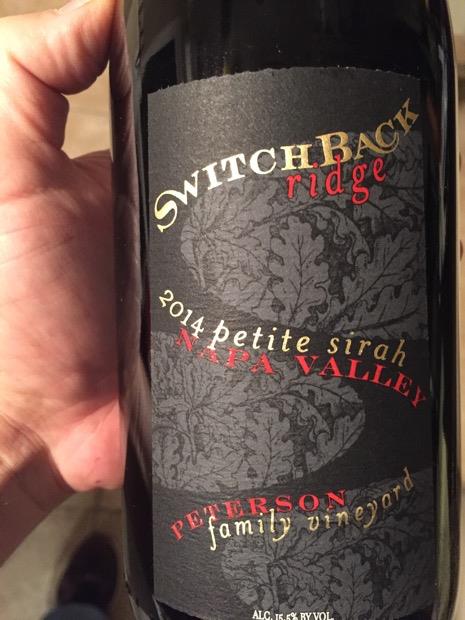 SWITCHBACK
ridge
2014 petite sirah
NAPA VALLEY
PETERSON
family vineyard
ALC. 15.5% BY VOL.